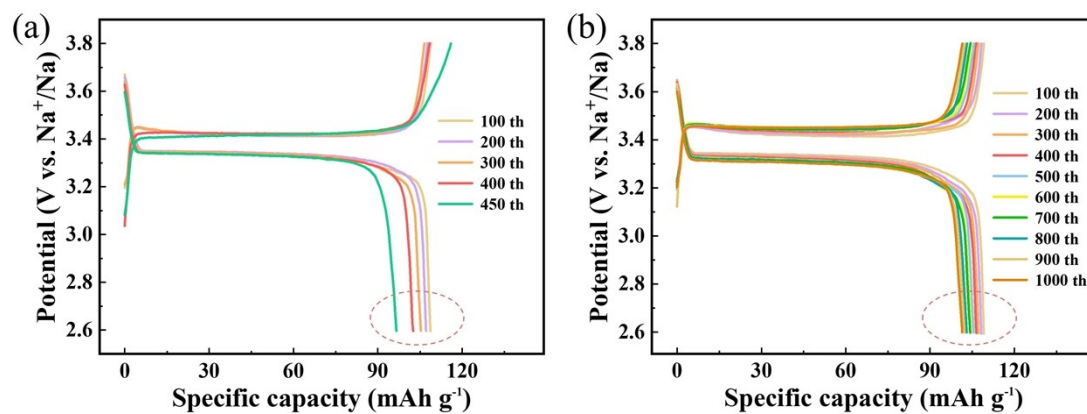 (a)
Potential (V vs. Na⁺/Na)
3.8
3.6
3.4
3.2
3.0
2.8
2.6
0 30 60 90 120
Specific capacity (mAh g⁻¹)
100 th
200 th
300 th
400 th
450 th
(b)
Potential (V vs. Na⁺/Na)
3.8
3.6
3.4
3.2
3.0
2.8
2.6
0 30 60 90 120
Specific capacity (mAh g⁻¹)
100 th
200 th
300 th
400 th
500 th
600 th
700 th
800 th
900 th
1000 th